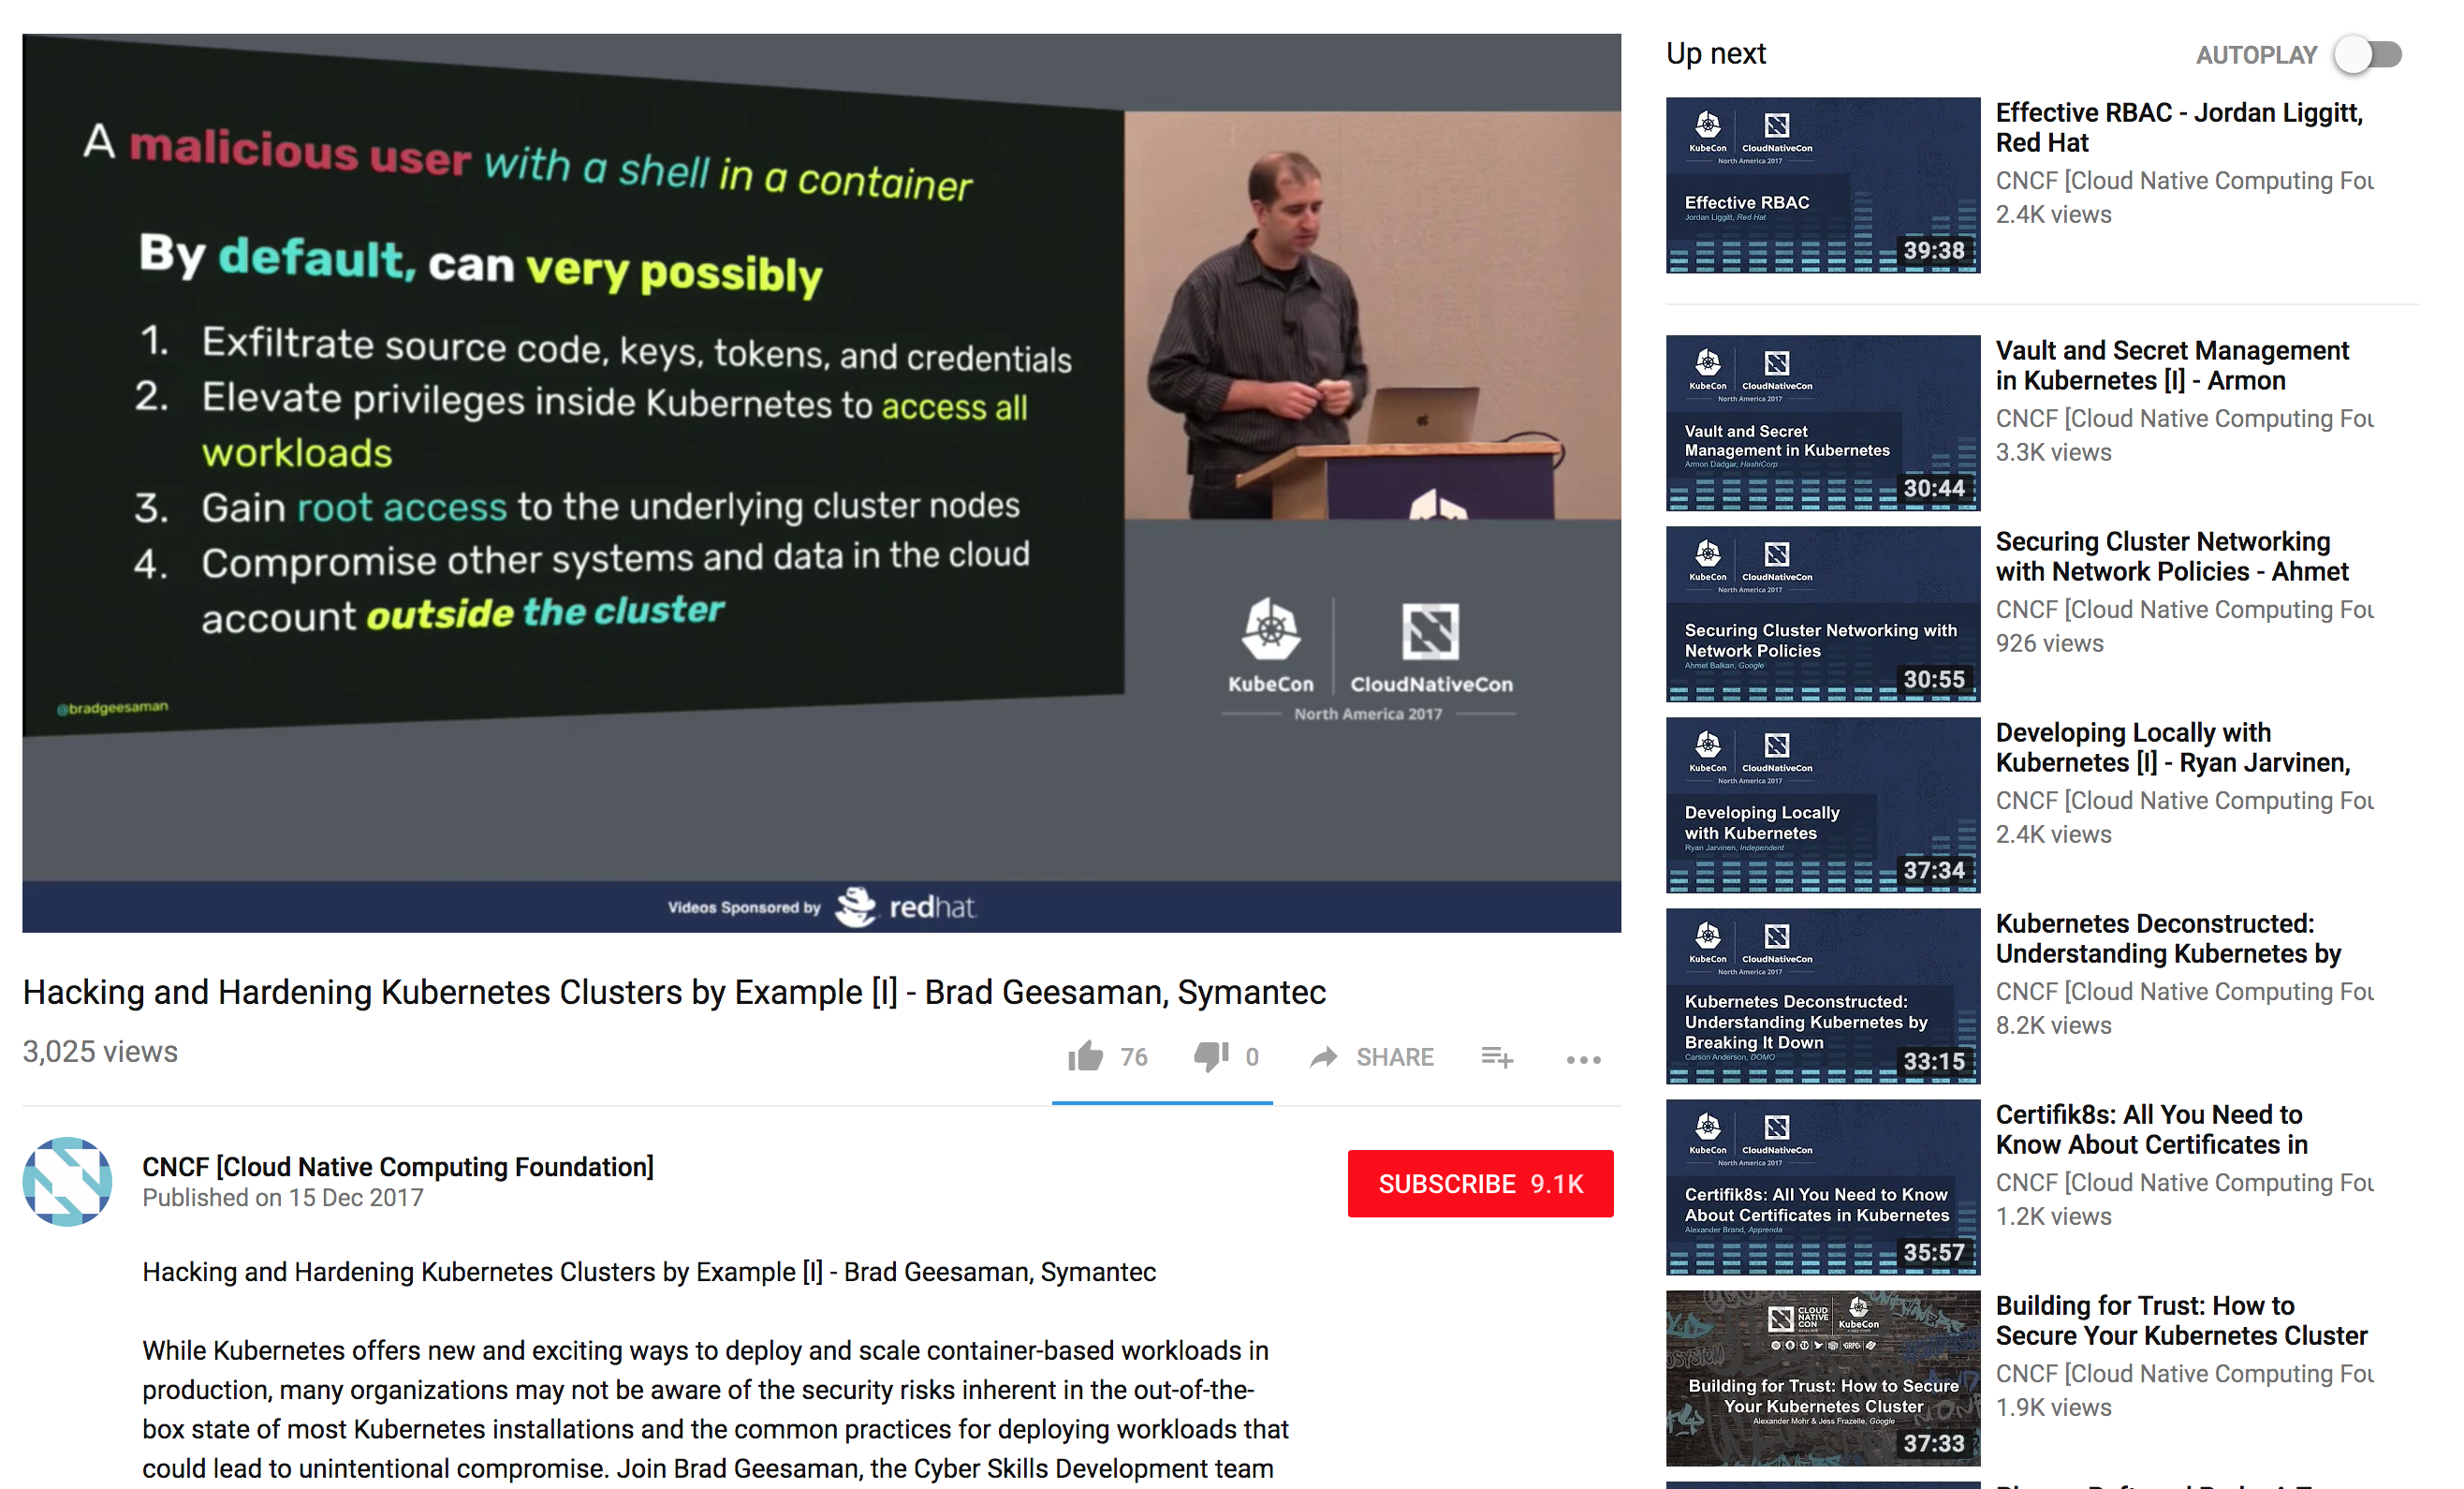 A malicious user with a shell in a container
By default, can very possibly
1. Exfiltrate source code, keys, tokens, and credentials
2. Elevate privileges inside Kubernetes to access all
workloads
3. Gain root access to the underlying cluster nodes
4. Compromise other systems and data in the cloud
account outside the cluster
@bradgeesaman
KubeCon
CloudNativeCon
North America 2017
Videos Sponsored by redhat
Hacking and Hardening Kubernetes Clusters by Example [I] - Brad Geesaman, Symantec
3,025 views
76
0
SHARE
CNCF [Cloud Native Computing Foundation]
Published on 15 Dec 2017
SUBSCRIBE 9.1K
Hacking and Hardening Kubernetes Clusters by Example [I] - Brad Geesaman, Symantec
While Kubernetes offers new and exciting ways to deploy and scale container-based workloads in
production, many organizations may not be aware of the security risks inherent in the out-of-the-
box state of most Kubernetes installations and the common practices for deploying workloads that
could lead to unintentional compromise. Join Brad Geesaman, the Cyber Skills Development team
Up next
AUTOPLAY
KubeCon CloudNativeCon
North America 2017
Effective RBAC
Jordan Liggitt, Red Hat
39:38
Effective RBAC - Jordan Liggitt,
Red Hat
CNCF [Cloud Native Computing Fou
2.4K views
KubeCon CloudNativeCon
North America 2017
Vault and Secret
Management in Kubernetes
Armon Dadgar, HashiCorp
30:44
Vault and Secret Management
in Kubernetes [I] - Armon
CNCF [Cloud Native Computing Fou
3.3K views
KubeCon CloudNativeCon
North America 2017
Securing Cluster Networking with
Network Policies
Ahmet Balkan, Google
30:55
Securing Cluster Networking
with Network Policies - Ahmet
CNCF [Cloud Native Computing Fou
926 views
KubeCon CloudNativeCon
North America 2017
Developing Locally
with Kubernetes
Ryan Jarvinen, Independent
37:34
Developing Locally with
Kubernetes [I] - Ryan Jarvinen,
CNCF [Cloud Native Computing Fou
2.4K views
KubeCon CloudNativeCon
North America 2017
Kubernetes Deconstructed:
Understanding Kubernetes by
Breaking It Down
Carson Anderson, DOMO
33:15
Kubernetes Deconstructed:
Understanding Kubernetes by
CNCF [Cloud Native Computing Fou
8.2K views
KubeCon CloudNativeCon
North America 2017
Certifik8s: All You Need to Know
About Certificates in Kubernetes
Alexander Brand, Apprenda
35:57
Certifik8s: All You Need to
Know About Certificates in
CNCF [Cloud Native Computing Fou
1.2K views
CLOUD
NATIVE
CON
KubeCon
Building for Trust: How to Secure
Your Kubernetes Cluster
Alexander Mohr & Jess Frazelle, Google
37:33
Building for Trust: How to
Secure Your Kubernetes Cluster
CNCF [Cloud Native Computing Fou
1.9K views